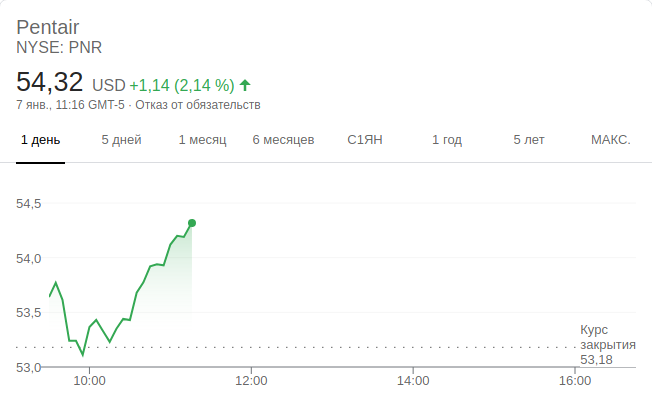 Pentair
NYSE: PNR
54,32 USD +1,14 (2,14 %)
7 янв., 11:16 GMT-5 · Отказ от обязательств
1 день 5 дней 1 месяц 6 месяцев С1ЯН 1 год 5 лет МАКС.
54,5
54,0
53,5
Курс
закрытия
53,18
53,0
10:00 12:00 14:00 16:00